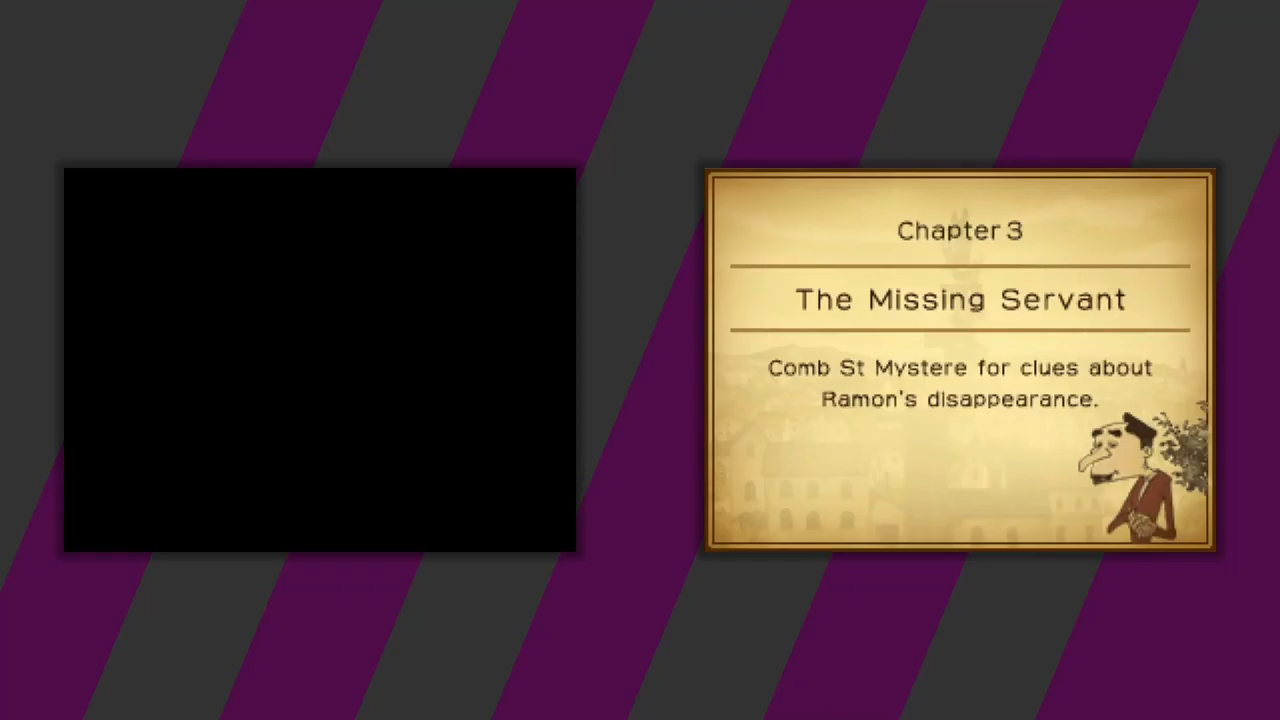 Chapter 3
The Missing Servant
Comb St Mystere for clues about
Ramon's disappearance.